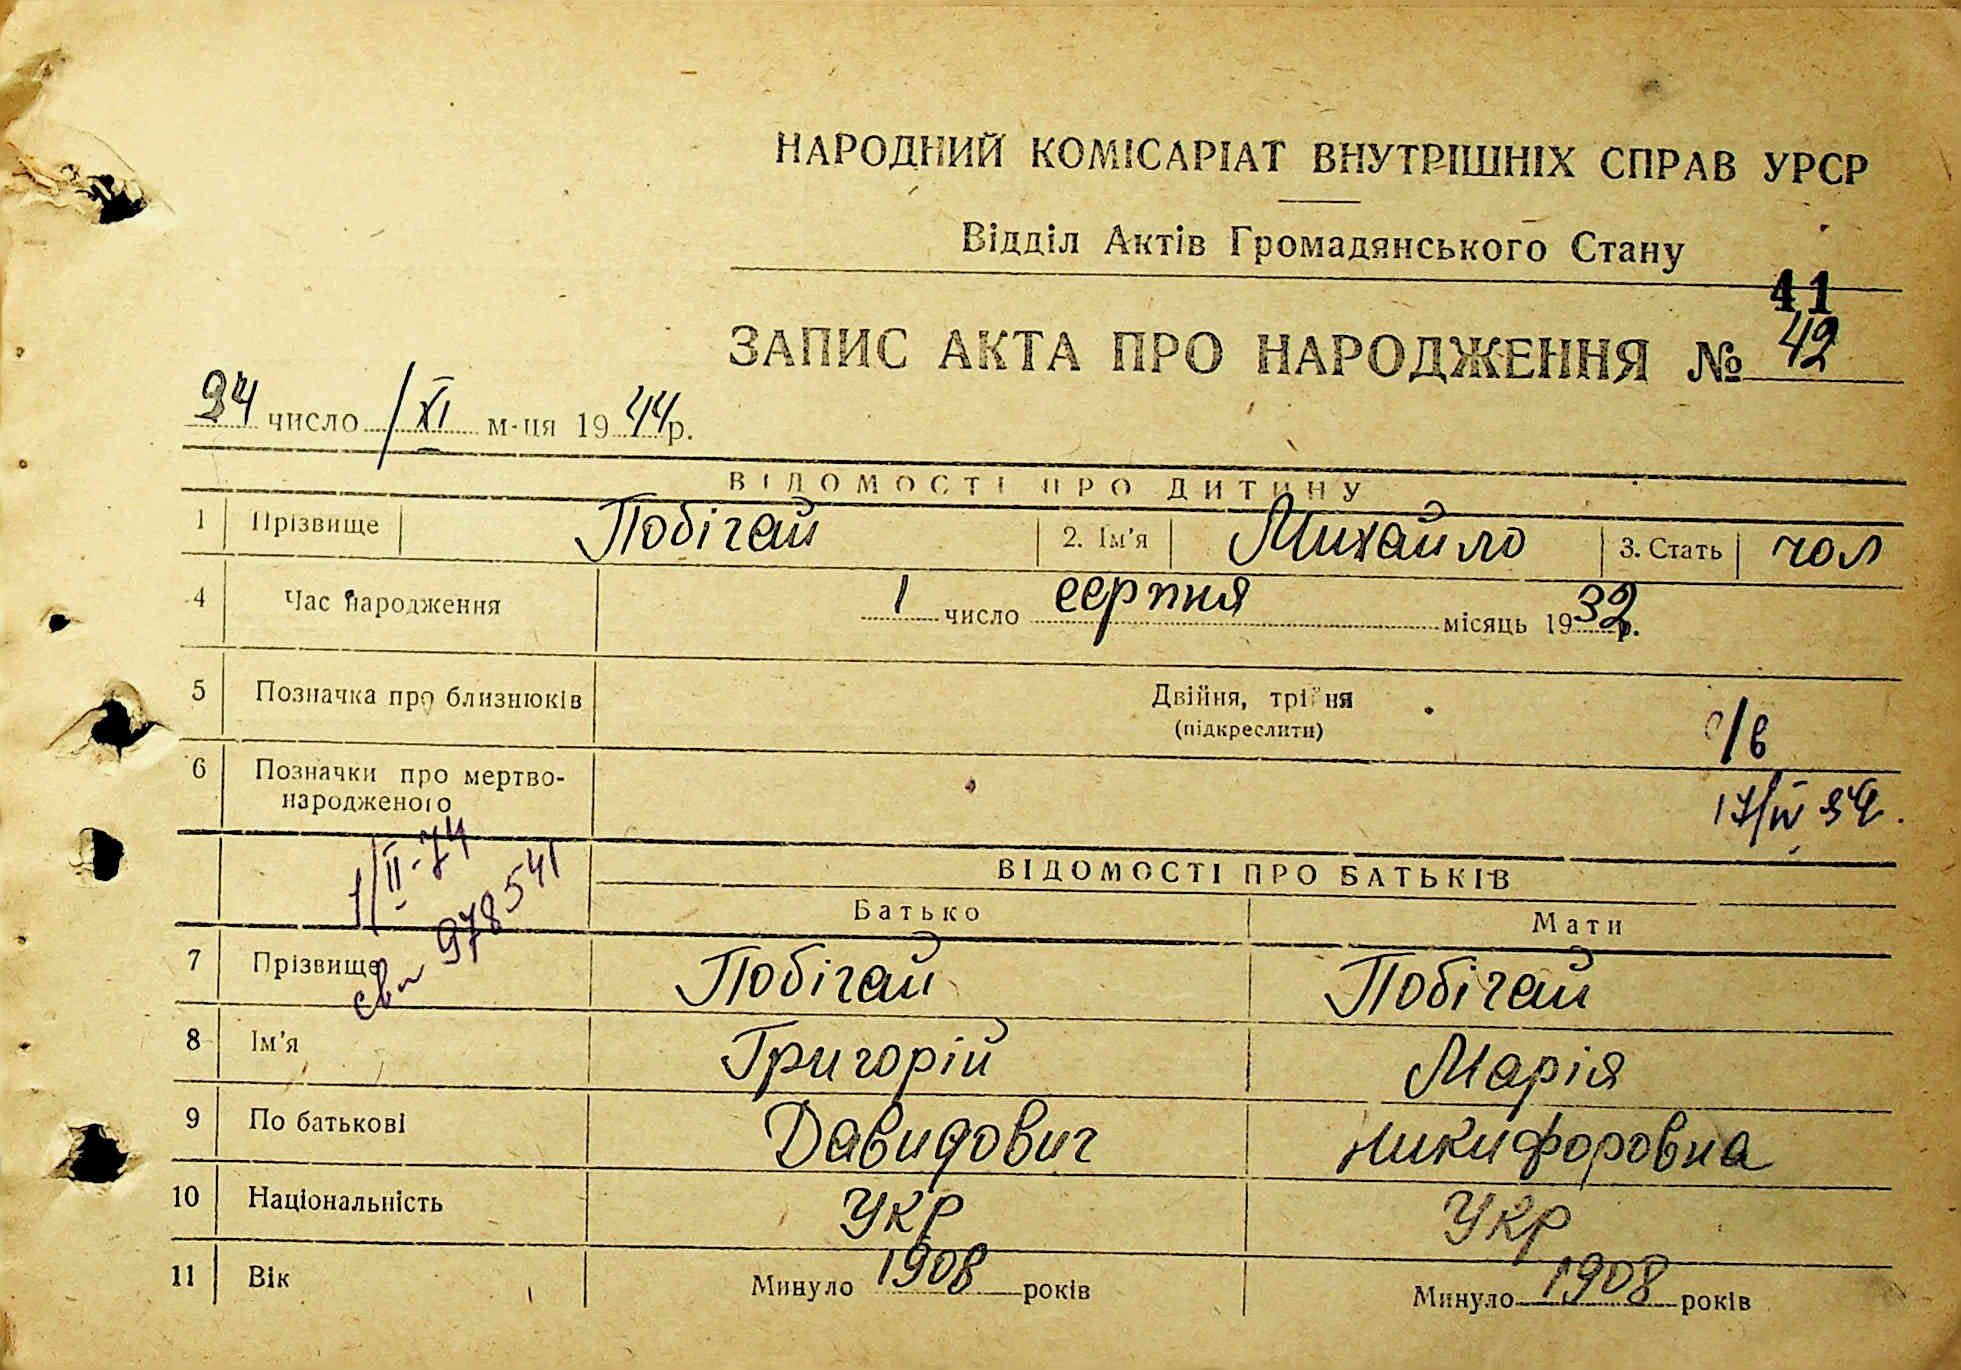 НАРОДНИЙ КОМІСАРІАТ ВНУТРІШНІХ СПРАВ УРСР
Відділ Актів Громадянського Стану
41
ЗАПИС АКТА ПРО НАРОДЖЕННЯ № 42
24 число / XI м-ця 1944 р.
ВІДОМОСТІ ПРО ДИТИНУ
1 Прізвище Побігай 2. Ім'я Михайло 3. Стать чол
4 Час народження 1 число серпня місяць 1932 р.
5 Позначка про близнюків Двійня, трійня
(підкреслити)
6 Позначки про мертво-
народженого
17/IV 54.
1/II-74
978541
ВІДОМОСТІ ПРО БАТЬКІВ
Батько Мати
7 Прізвище Побігай Побігай
8 Ім'я Григорій Марія
9 По батькові Давидович Никифоровна
10 Національність Укр Укр
11 Вік Минуло 1908 років Минуло 1908 років